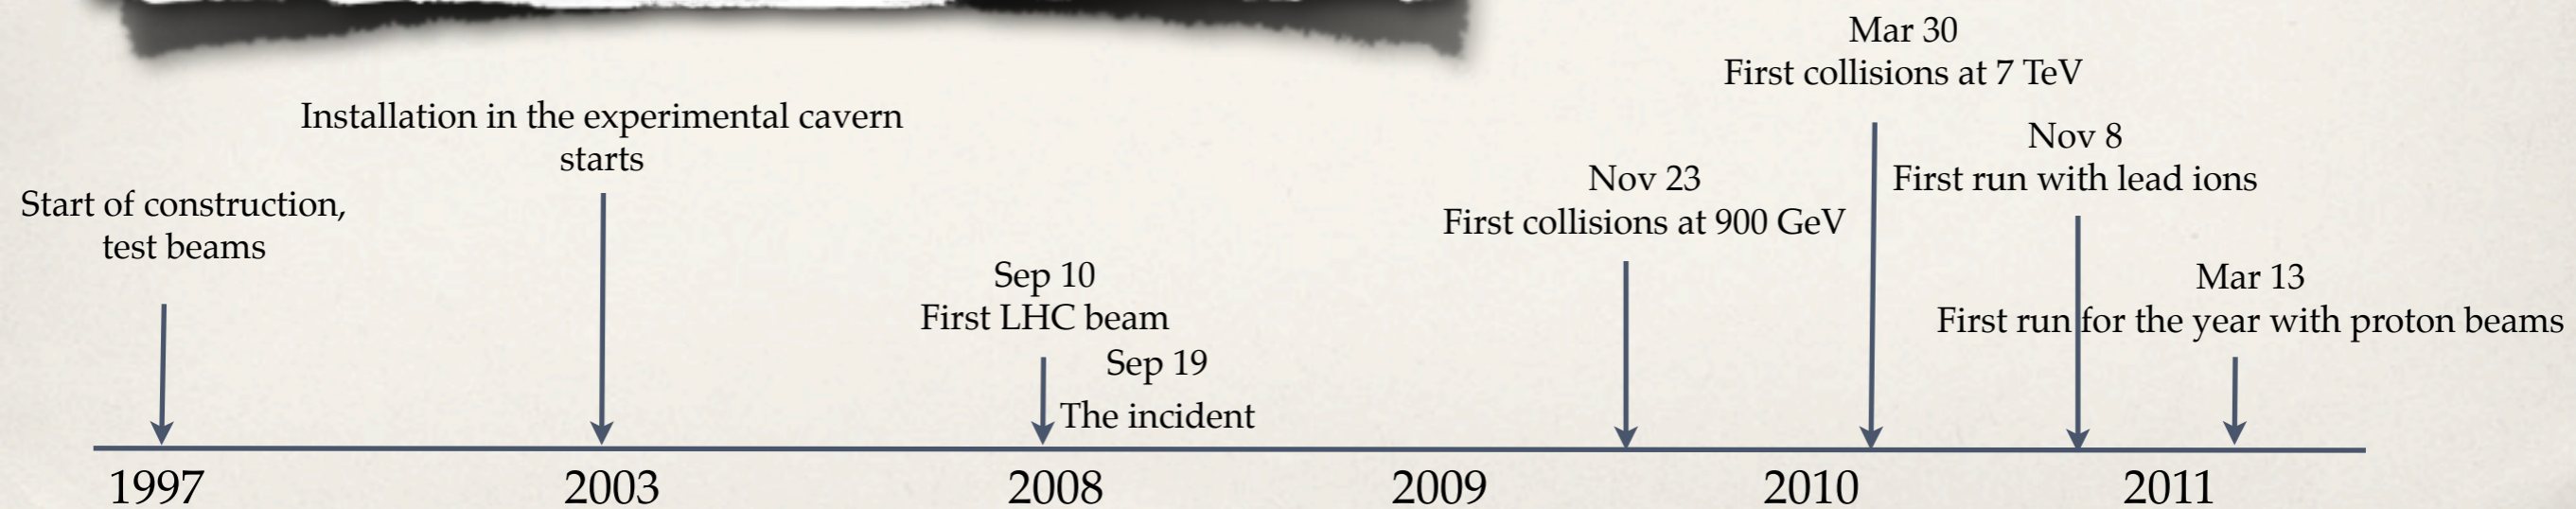 Mar 30
First collisions at 7 TeV
Installation in the experimental cavern
starts
Nov 8
First run with lead ions
Nov 23
First collisions at 900 GeV
Start of construction,
test beams
Sep 10
First LHC beam
Mar 13
First run for the year with proton beams
Sep 19
The incident
1997
2003
2008
2009
2010
2011